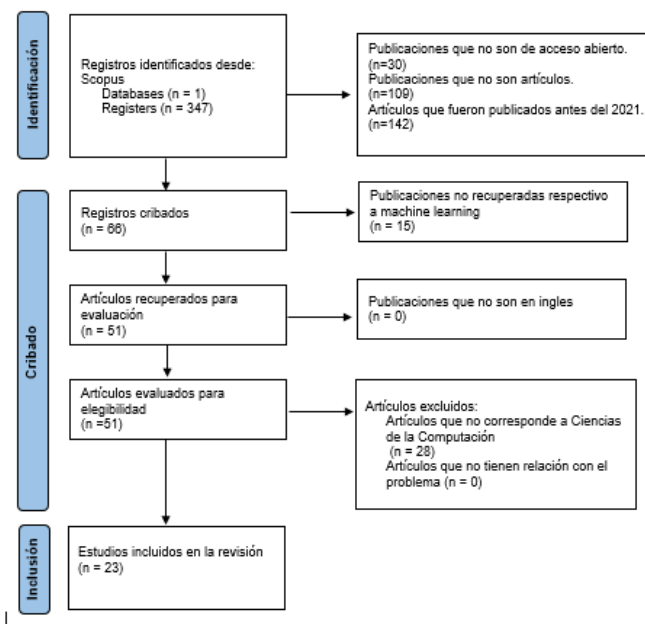 Identificación
Registros identificados desde:
Scopus
Databases (n = 1)
Registers (n = 347)
Publicaciones que no son de acceso abierto.
(n=30)
Publicaciones que no son artículos.
(n=109)
Artículos que fueron publicados antes del 2021.
(n=142)
Cribado
Registros cribados
(n = 66)
Publicaciones no recuperadas respectivo
a machine learning
(n = 15)
Artículos recuperados para
evaluación
(n = 51)
Publicaciones que no son en ingles
(n = 0)
Artículos evaluados para
elegibilidad
(n =51)
Artículos excluidos:
Artículos que no corresponde a Ciencias
de la Computación
(n = 28)
Artículos que no tienen relación con el
problema (n = 0)
Inclusión
Estudios incluidos en la revisión
(n = 23)